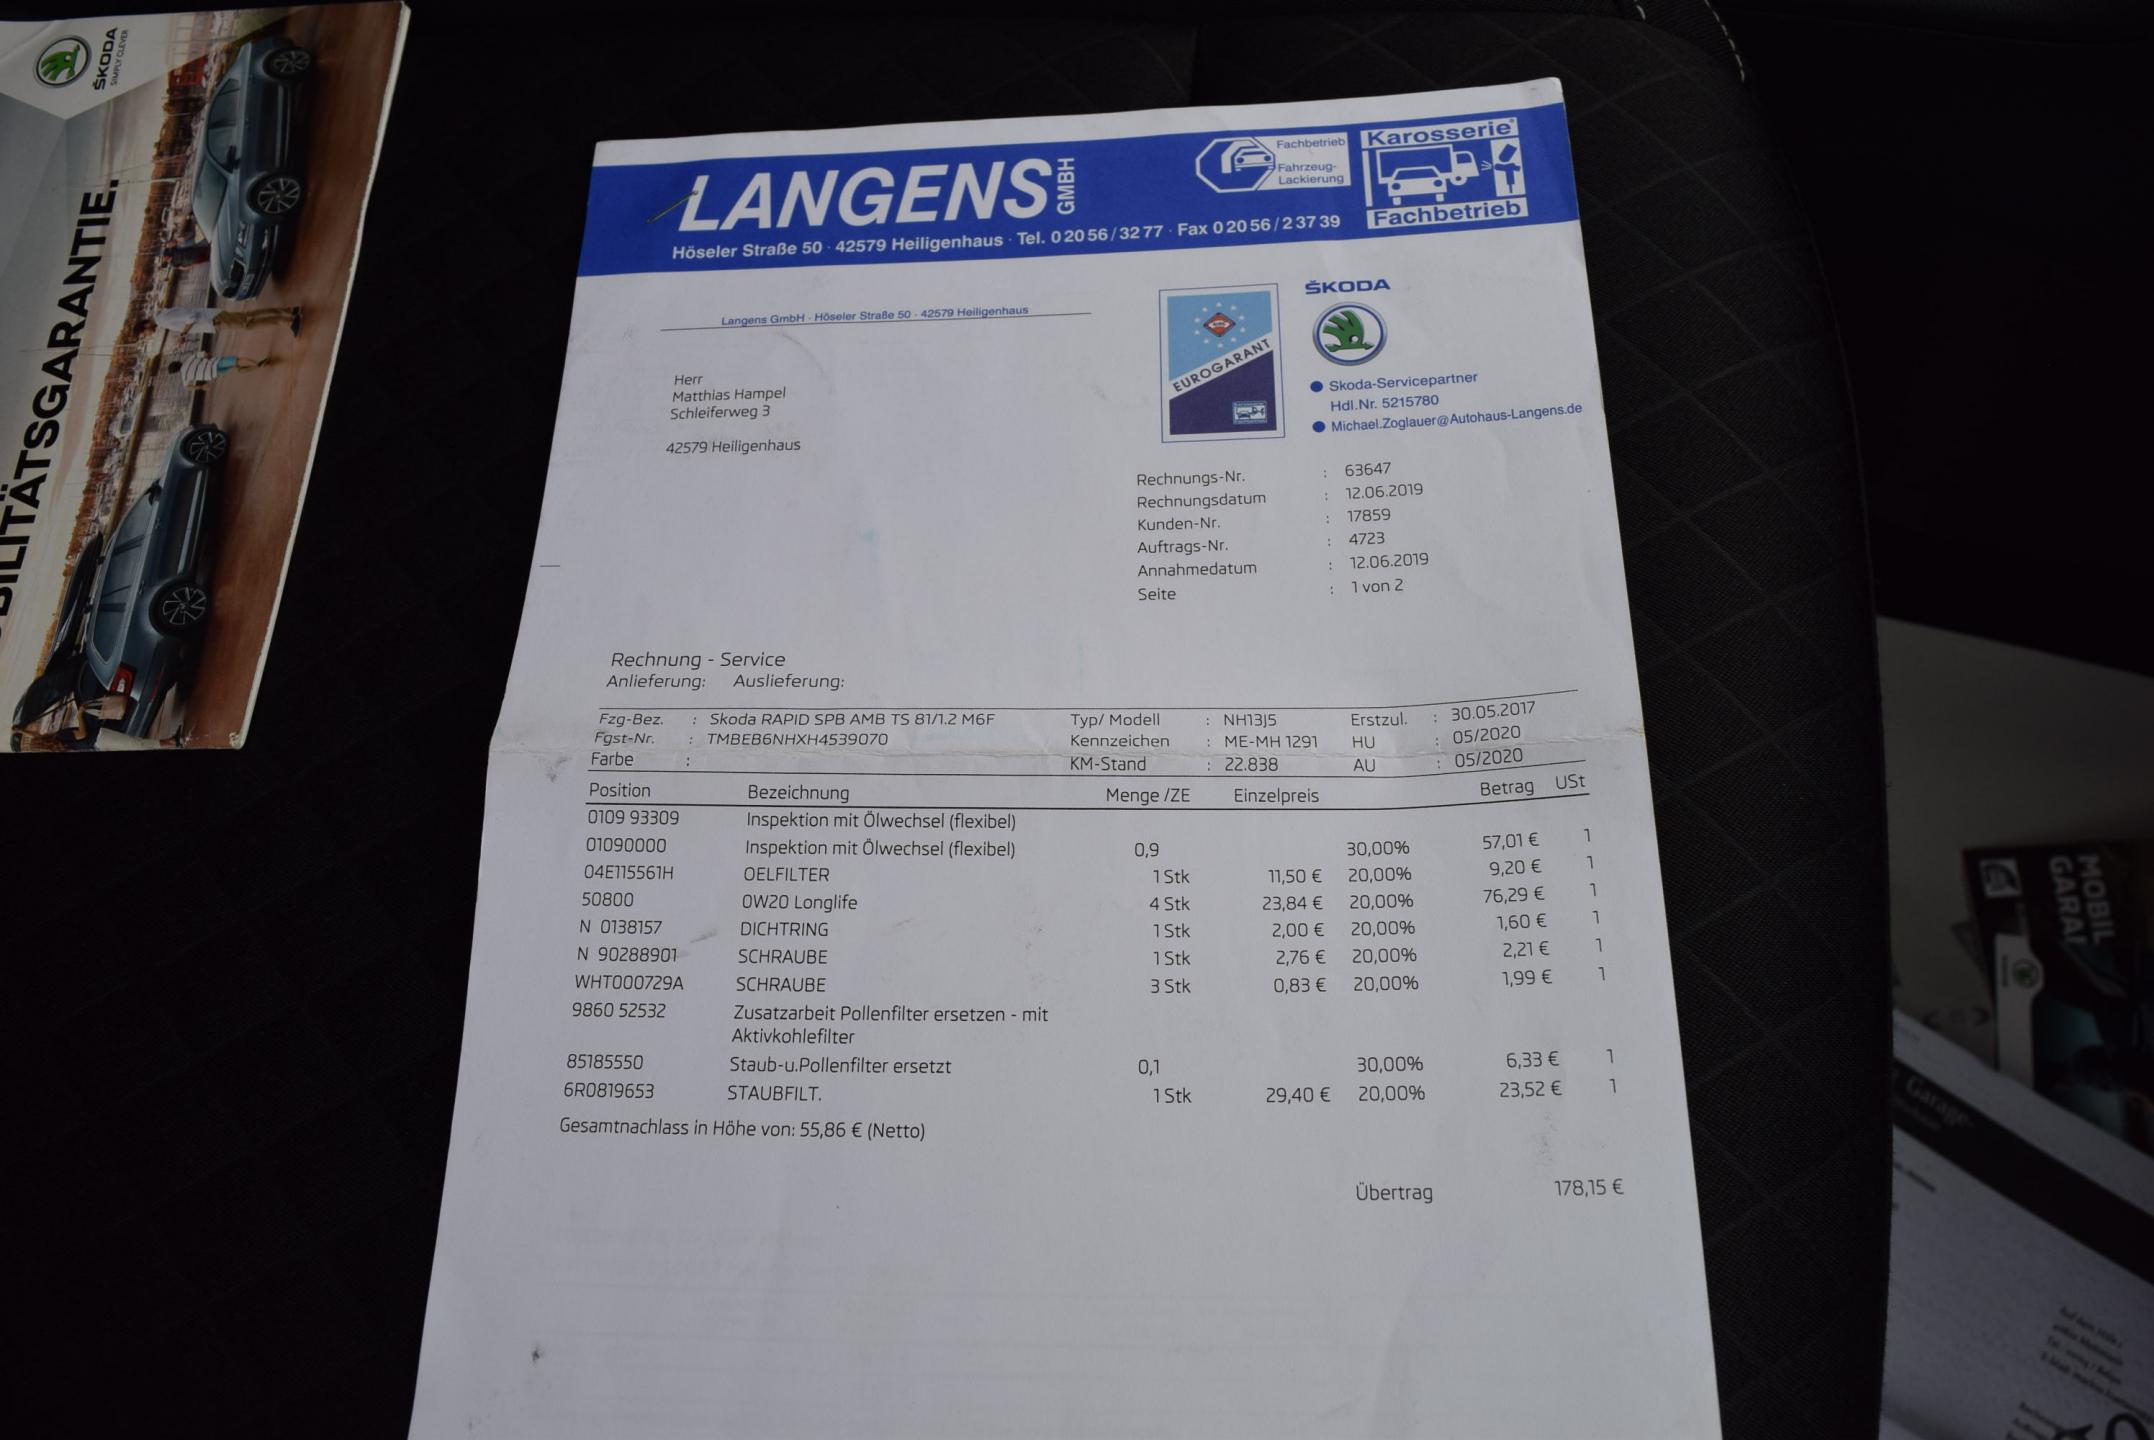 ŠKODA
SIMPLY CLEVER
BILITÄTSGARANTIE.
LANGENS GMBH
Fachbetrieb
Fahrzeug-
Lackierung
Karosserie
Fachbetrieb
Höseler Straße 50 · 42579 Heiligenhaus · Tel. 0 20 56 / 32 77 · Fax 0 20 56 / 2 37 39
Langens GmbH · Höseler Straße 50 · 42579 Heiligenhaus
EUROGARANT
ŠKODA
Skoda-Servicepartner
Hdl.Nr. 5215780
Michael.Zoglauer@Autohaus-Langens.de
Herr
Matthias Hampel
Schleiferweg 3
42579 Heiligenhaus
Rechnungs-Nr. : 63647
Rechnungsdatum : 12.06.2019
Kunden-Nr. : 17859
Auftrags-Nr. : 4723
Annahmedatum : 12.06.2019
Seite : 1 von 2
Rechnung - Service
Anlieferung: Auslieferung:
Fzg-Bez. : Skoda RAPID SPB AMB TS 81/1.2 M6F Typ/ Modell : NH13J5 Erstzul. : 30.05.2017
Fgst-Nr. : TMBEB6NHXH4539070 Kennzeichen : ME-MH 1291 HU : 05/2020
Farbe : KM-Stand : 22.838 AU : 05/2020
Position Bezeichnung Menge /ZE Einzelpreis Betrag USt
0109 93309 Inspektion mit Ölwechsel (flexibel)
01090000 Inspektion mit Ölwechsel (flexibel) 0,9 30,00% 57,01 € 1
04E115561H OELFILTER 1 Stk 11,50 € 20,00% 9,20 € 1
50800 0W20 Longlife 4 Stk 23,84 € 20,00% 76,29 € 1
N 0138157 DICHTRING 1 Stk 2,00 € 20,00% 1,60 € 1
N 90288901 SCHRAUBE 1 Stk 2,76 € 20,00% 2,21 € 1
WHT000729A SCHRAUBE 3 Stk 0,83 € 20,00% 1,99 € 1
9860 52532 Zusatzarbeit Pollenfilter ersetzen - mit
Aktivkohlefilter
85185550 Staub-u.Pollenfilter ersetzt 0,1 30,00% 6,33 € 1
6R0819653 STAUBFILT. 1 Stk 29,40 € 20,00% 23,52 € 1
Gesamtnachlass in Höhe von: 55,86 € (Netto)
Übertrag 178,15 €
MOBIL
GARA
Garage.